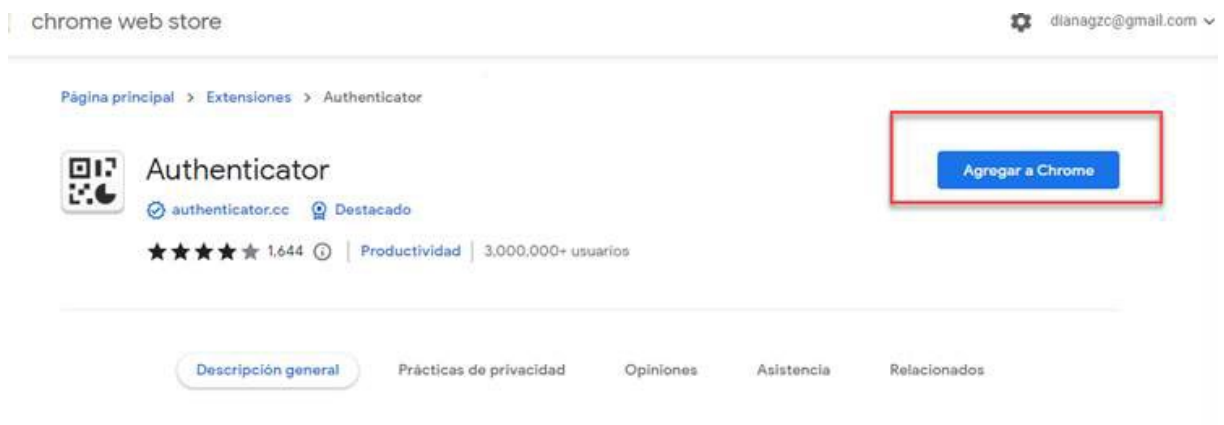 chrome web store
dianagzc@gmail.com
Página principal > Extensiones > Authenticator
Authenticator
Agregar a Chrome
authenticator.cc Destacado
1,644 | Productividad | 3,000,000+ usuarios
Descripción general Prácticas de privacidad Opiniones Asistencia Relacionados